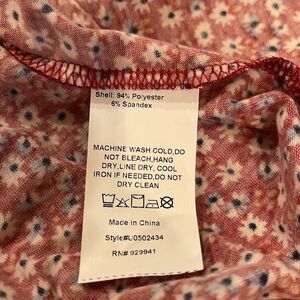 Shell: 94% Polyester
6% Spandex
MACHINE WASH COLD,DO
NOT BLEACH,HANG
DRY,LINE DRY, COOL
IRON IF NEEDED,DO NOT
DRY CLEAN
Made in China
Style#U0502434
RN# 929941